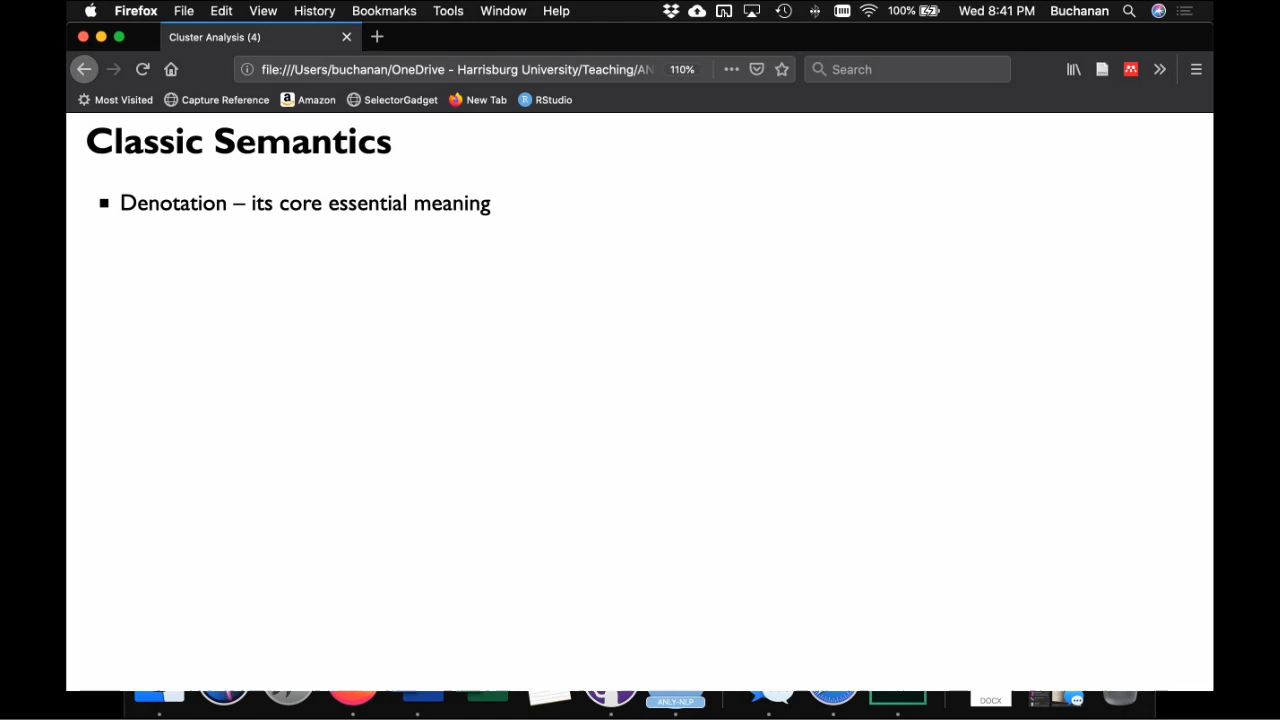 Firefox File Edit View History Bookmarks Tools Window Help 100% Wed 8:41 PM Buchanan
Cluster Analysis (4)
file:///Users/buchanan/OneDrive - Harrisburg University/Teaching/AN 110% Search
Most Visited Capture Reference Amazon SelectorGadget New Tab RStudio
Classic Semantics
Denotation – its core essential meaning
ANLY-NLP
DOCX